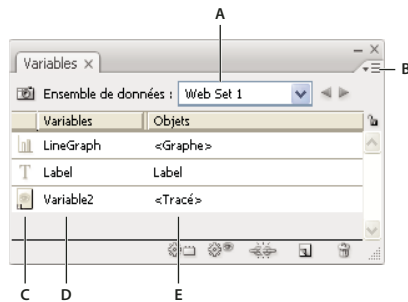 A
Variables
B
Ensemble de données : Web Set 1
Variables Objets
LineGraph <Graphe>
T Label Label
Variable2 <Tracé>
C D E